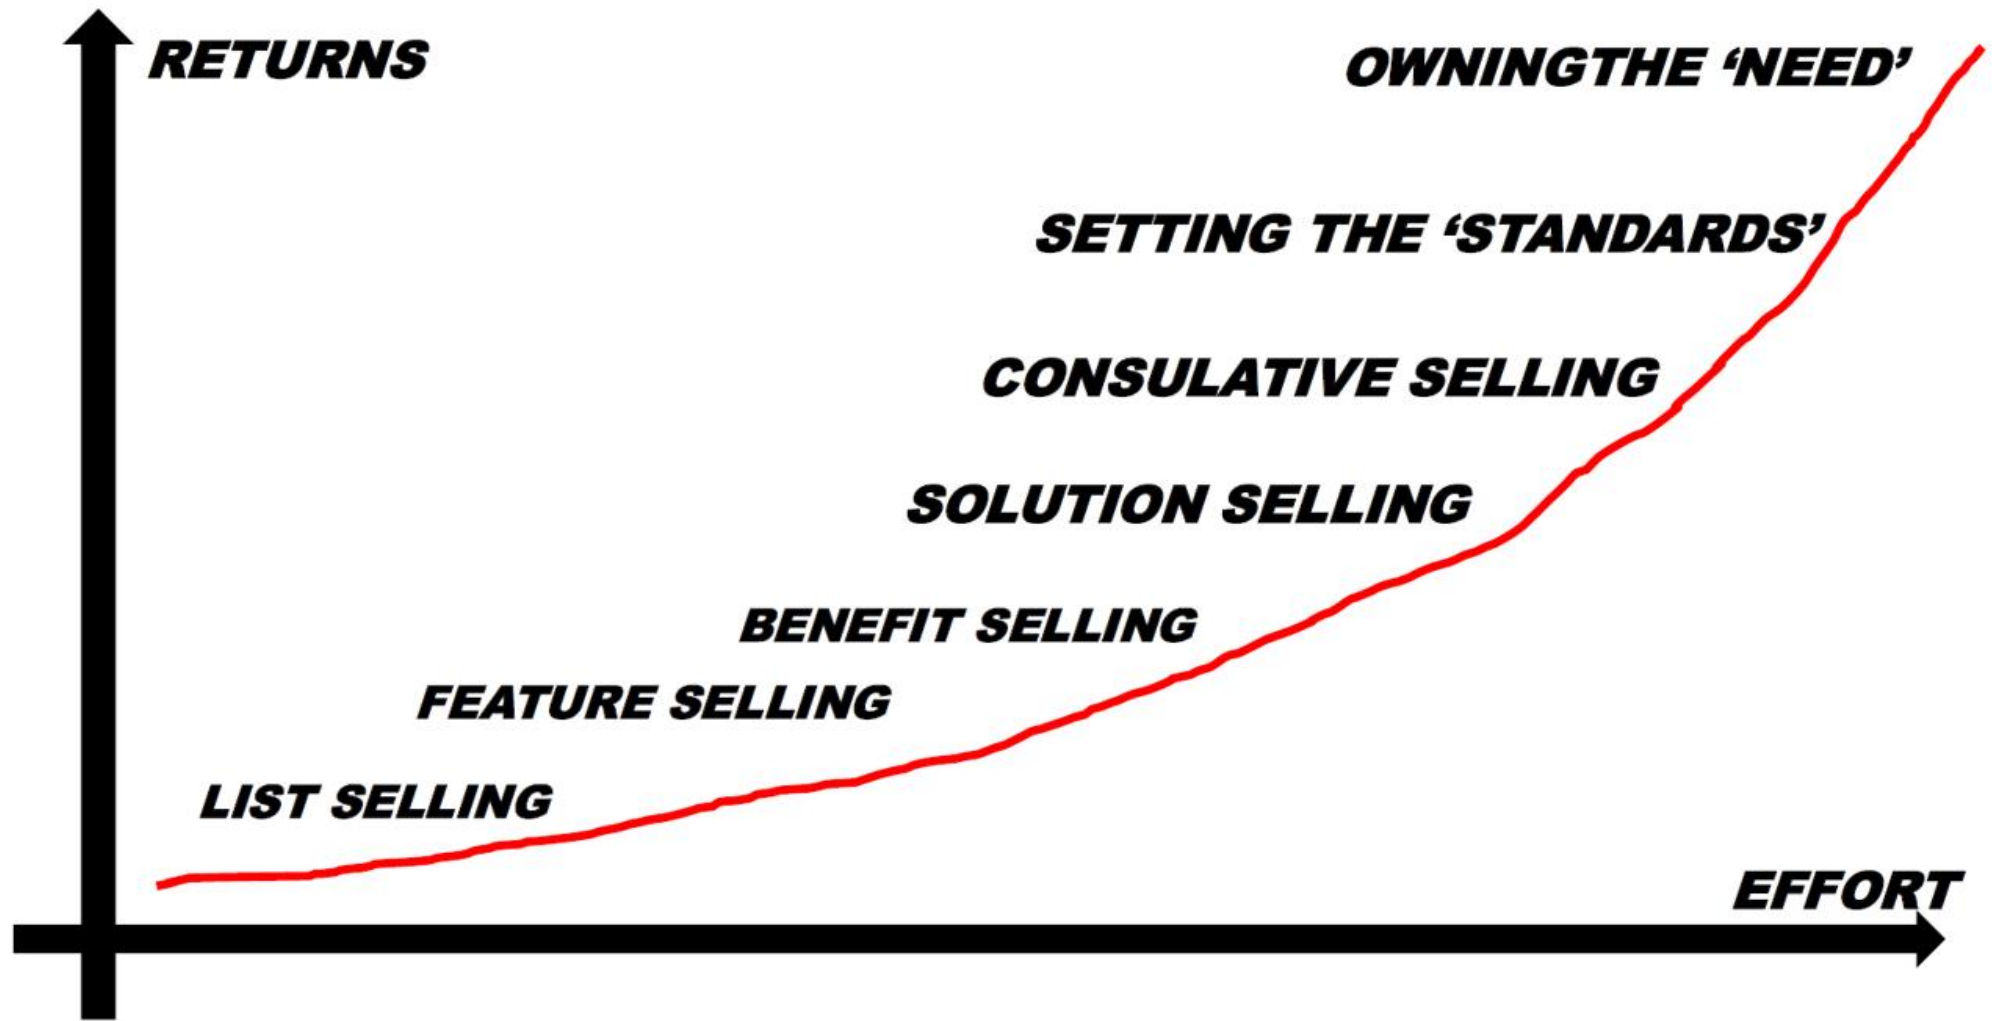 RETURNS
OWNINGTHE ‘NEED’
SETTING THE ‘STANDARDS’
CONSULATIVE SELLING
SOLUTION SELLING
BENEFIT SELLING
FEATURE SELLING
LIST SELLING
EFFORT